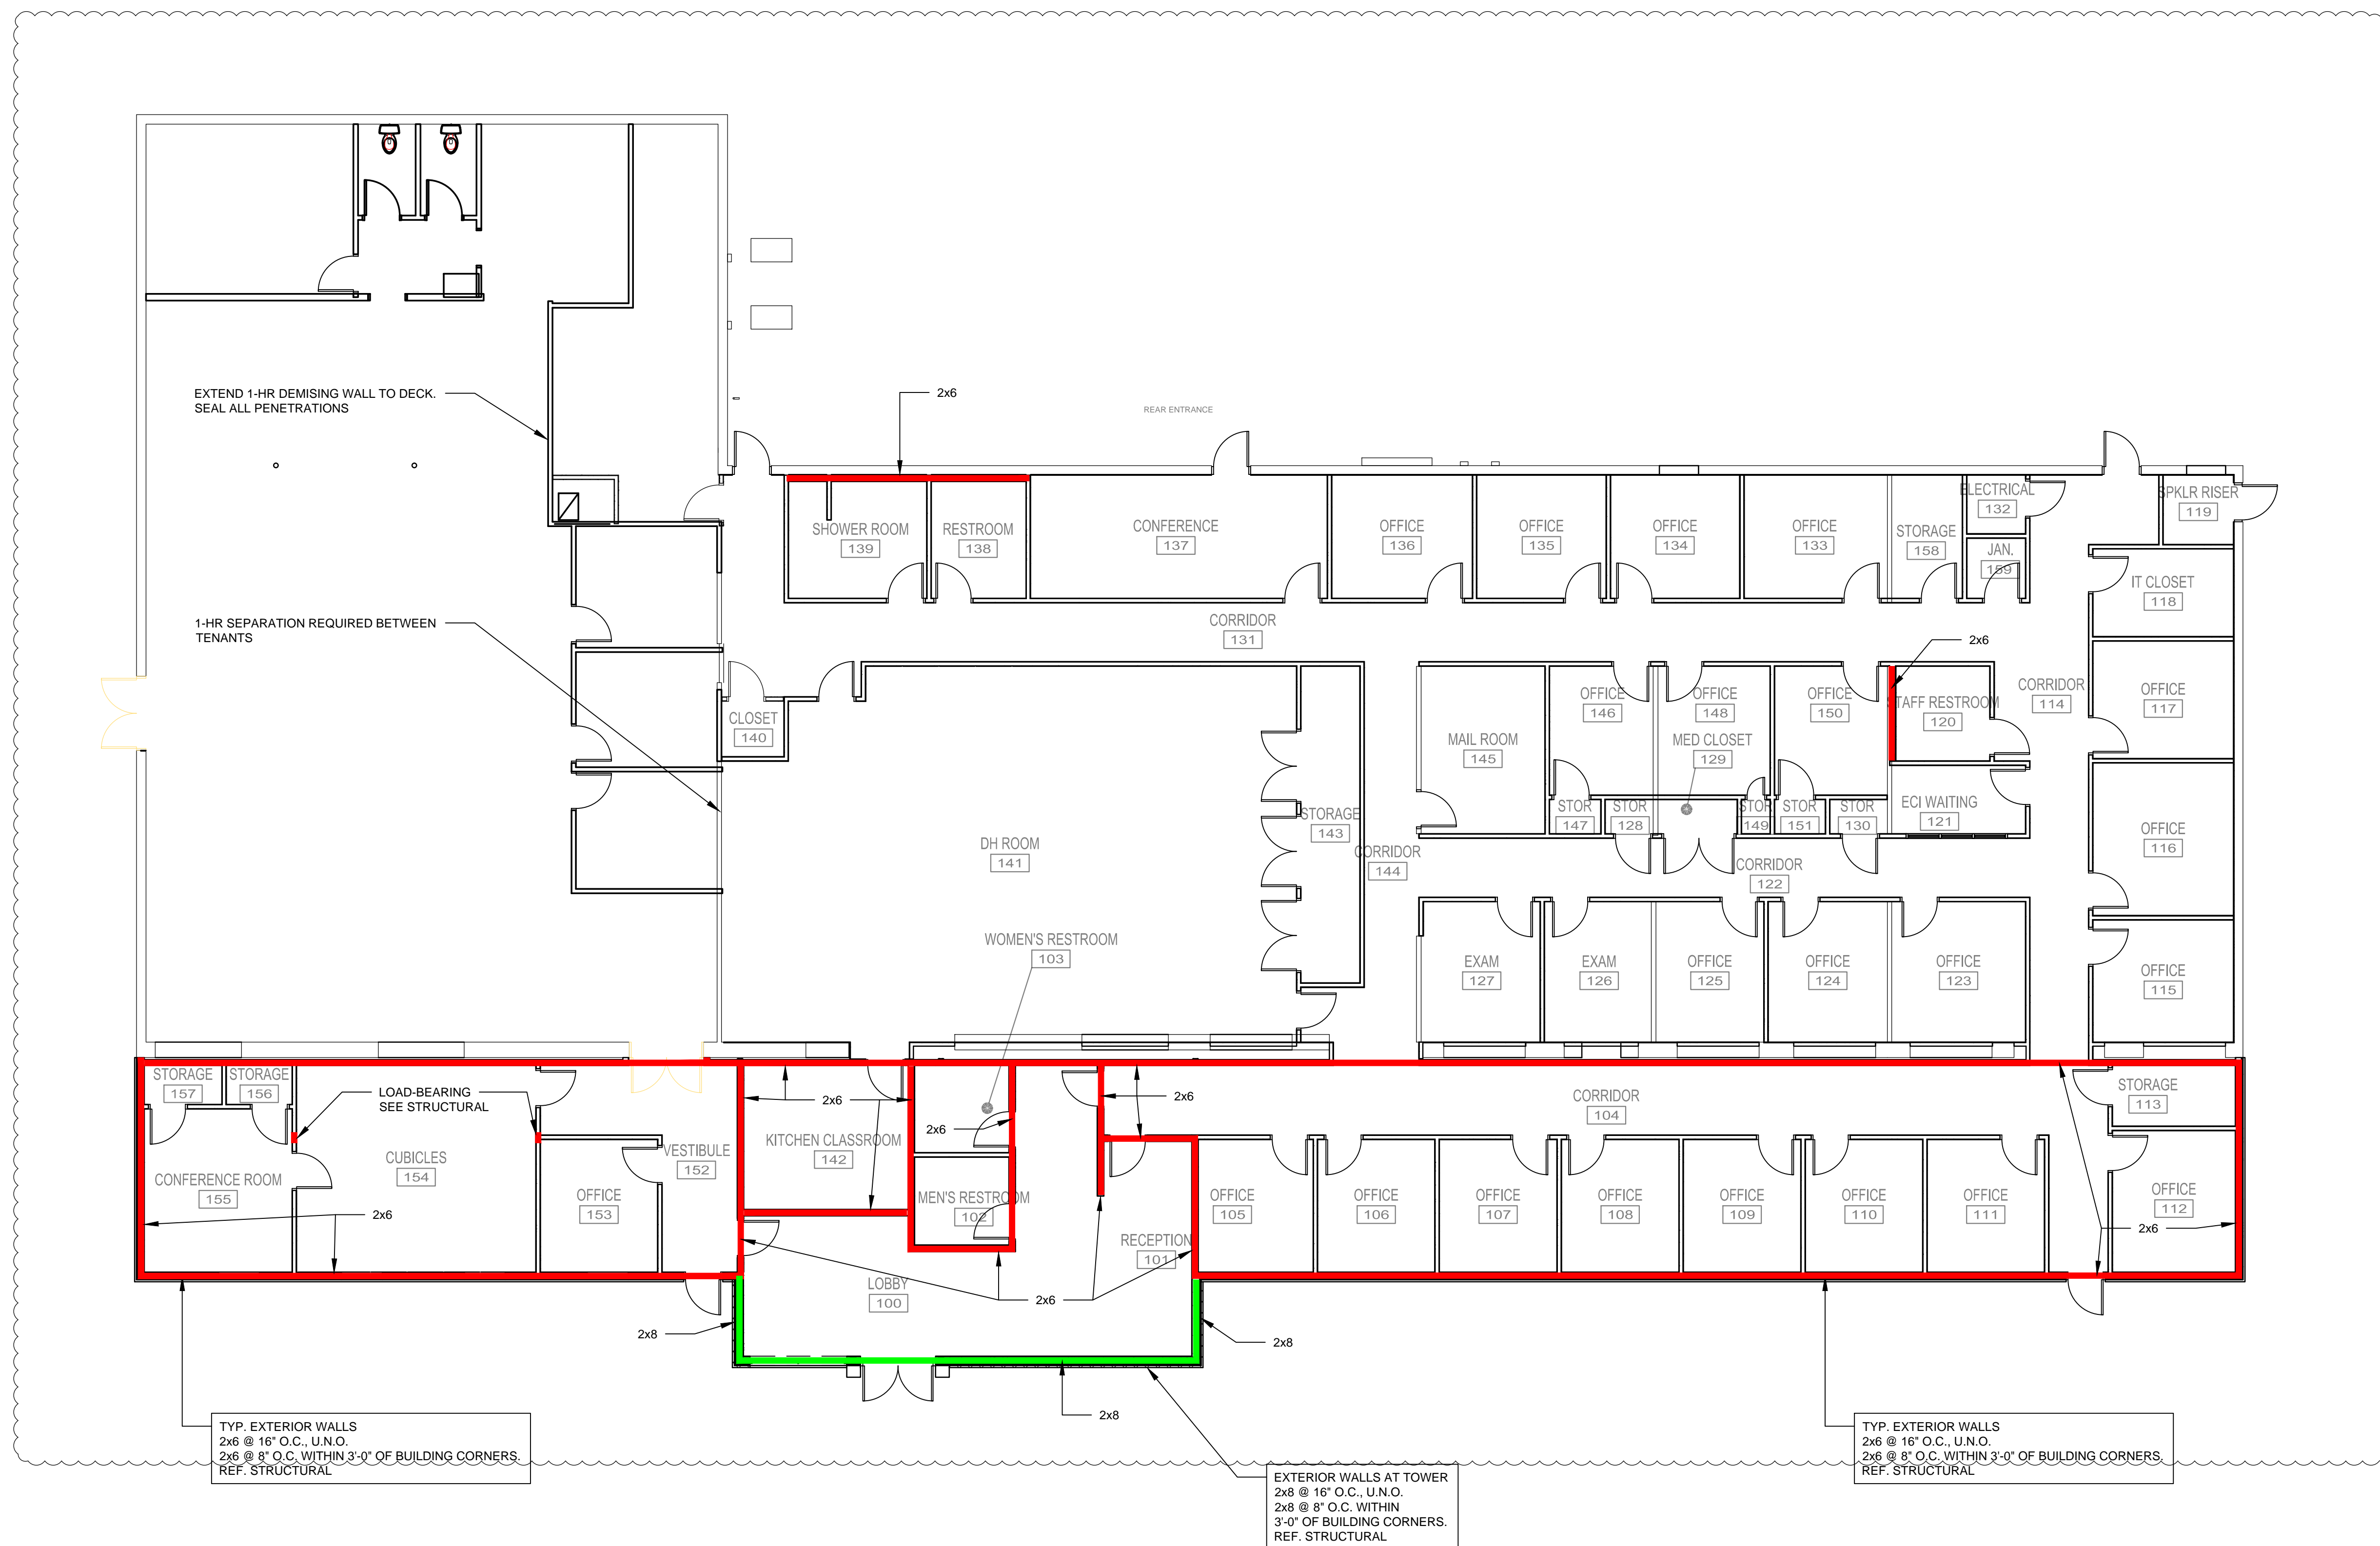 EXTEND 1-HR DEMISING WALL TO DECK.
SEAL ALL PENETRATIONS
2x6
REAR ENTRANCE
SHOWER ROOM
139
RESTROOM
138
CONFERENCE
137
OFFICE
136
OFFICE
135
OFFICE
134
OFFICE
133
STORAGE
158
ELECTRICAL
132
JAN.
159
SPKLR RISER
119
IT CLOSET
118
1-HR SEPARATION REQUIRED BETWEEN
TENANTS
CORRIDOR
131
2x6
CLOSET
140
MAIL ROOM
145
OFFICE
146
OFFICE
148
MED CLOSET
129
OFFICE
150
STAFF RESTROOM
120
CORRIDOR
114
OFFICE
117
STORAGE
143
STOR
147
STOR
128
STOR
149
STOR
151
STOR
130
ECI WAITING
121
OFFICE
116
DH ROOM
141
CORRIDOR
144
CORRIDOR
122
WOMEN'S RESTROOM
103
EXAM
127
EXAM
126
OFFICE
125
OFFICE
124
OFFICE
123
OFFICE
115
STORAGE
157
STORAGE
156
LOAD-BEARING
SEE STRUCTURAL
2x6
2x6
2x6
CORRIDOR
104
STORAGE
113
CONFERENCE ROOM
155
CUBICLES
154
OFFICE
153
VESTIBULE
152
KITCHEN CLASSROOM
142
MEN'S RESTROOM
102
RECEPTION
101
OFFICE
105
OFFICE
106
OFFICE
107
OFFICE
108
OFFICE
109
OFFICE
110
OFFICE
111
OFFICE
112
2x6
2x6
LOBBY
100
2x6
2x8
2x8
2x8
TYP. EXTERIOR WALLS
2x6 @ 16" O.C., U.N.O.
2x6 @ 8" O.C. WITHIN 3'-0" OF BUILDING CORNERS.
REF. STRUCTURAL
EXTERIOR WALLS AT TOWER
2x8 @ 16" O.C., U.N.O.
2x8 @ 8" O.C. WITHIN
3'-0" OF BUILDING CORNERS.
REF. STRUCTURAL
TYP. EXTERIOR WALLS
2x6 @ 16" O.C., U.N.O.
2x6 @ 8" O.C. WITHIN 3'-0" OF BUILDING CORNERS.
REF. STRUCTURAL